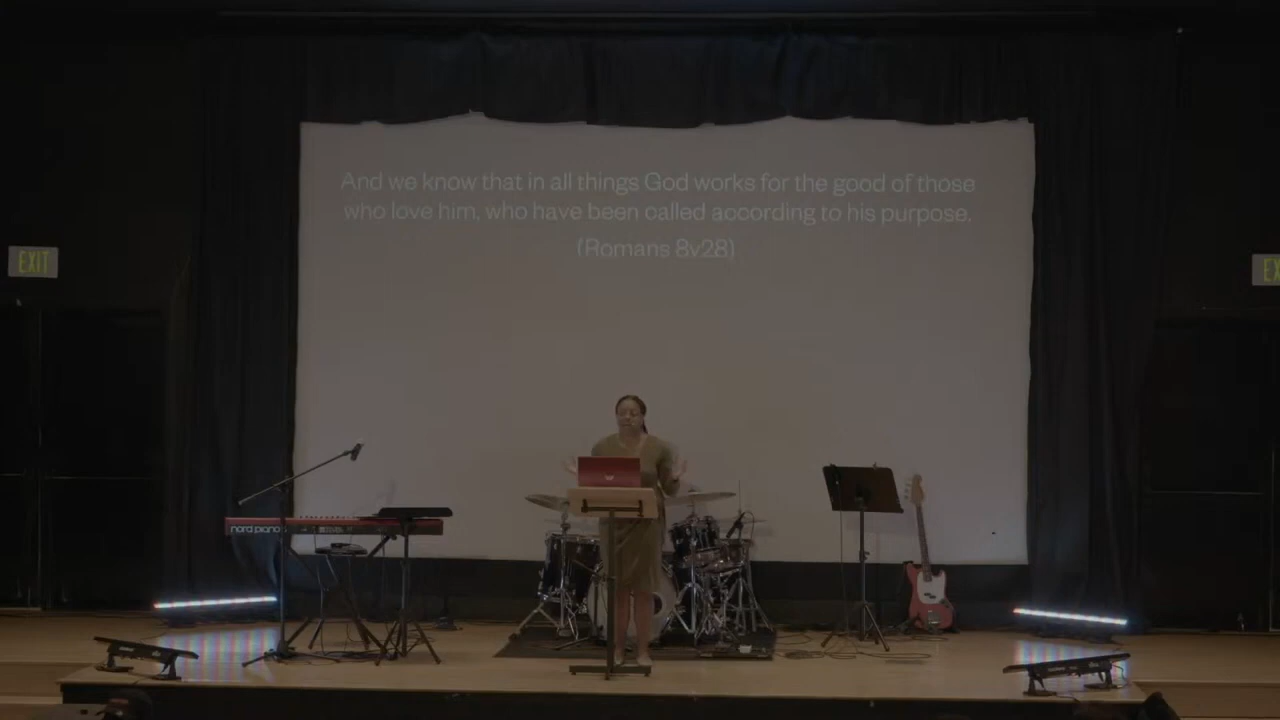 And we know that in all things God works for the good of those
who love him, who have been called according to his purpose.
(Romans 8v28)
EXIT
EX
nord piano